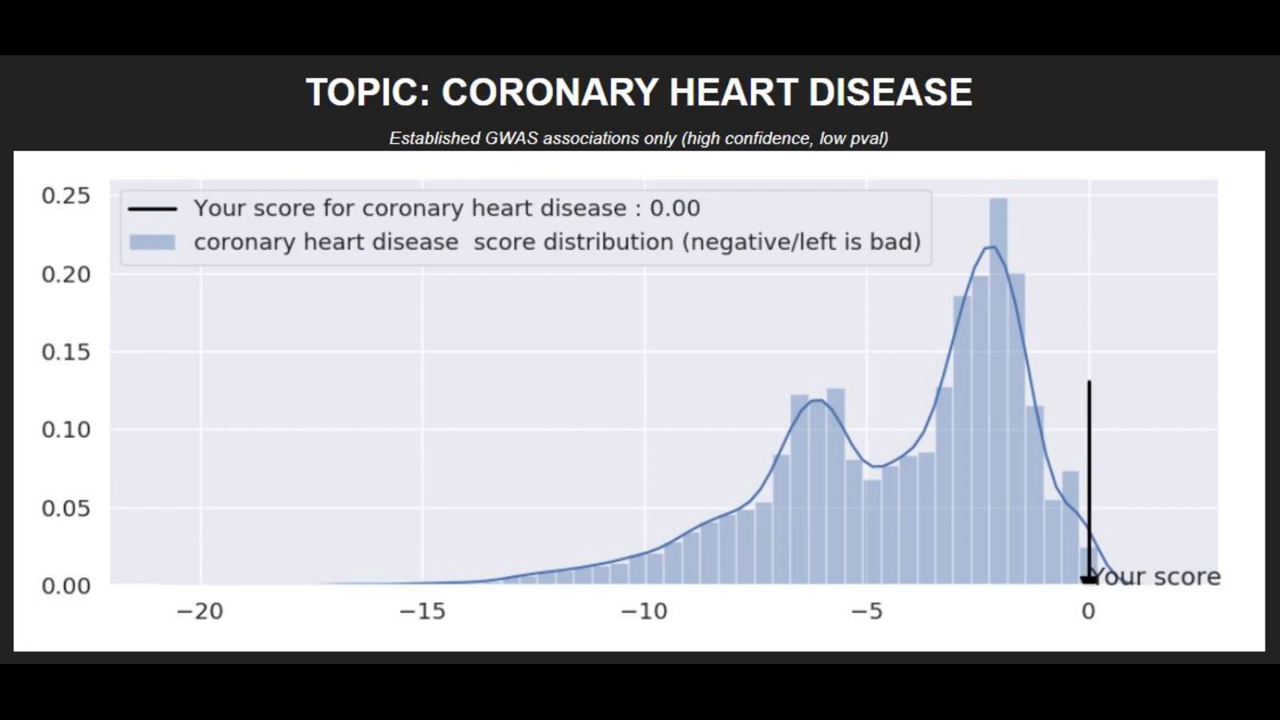 TOPIC: CORONARY HEART DISEASE
Established GWAS associations only (high confidence, low pval)
Your score for coronary heart disease : 0.00
coronary heart disease  score distribution (negative/left is bad)
0.25
0.20
0.15
0.10
0.05
0.00
Your score
−20
−15
−10
−5
0